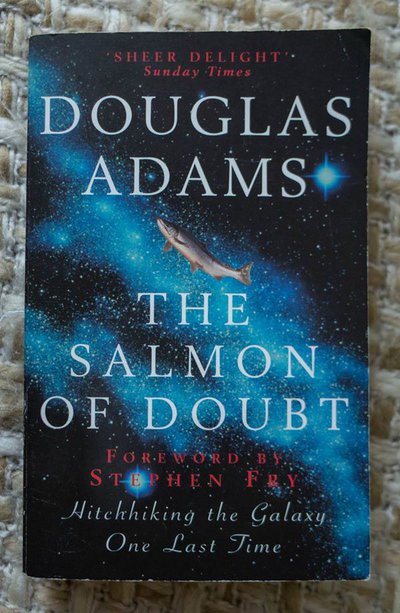 'SHEER DELIGHT'
Sunday Times
DOUGLAS
ADAMS
THE
SALMON
OF DOUBT
FOREWORD BY
STEPHEN FRY
Hitchhiking the Galaxy
One Last Time